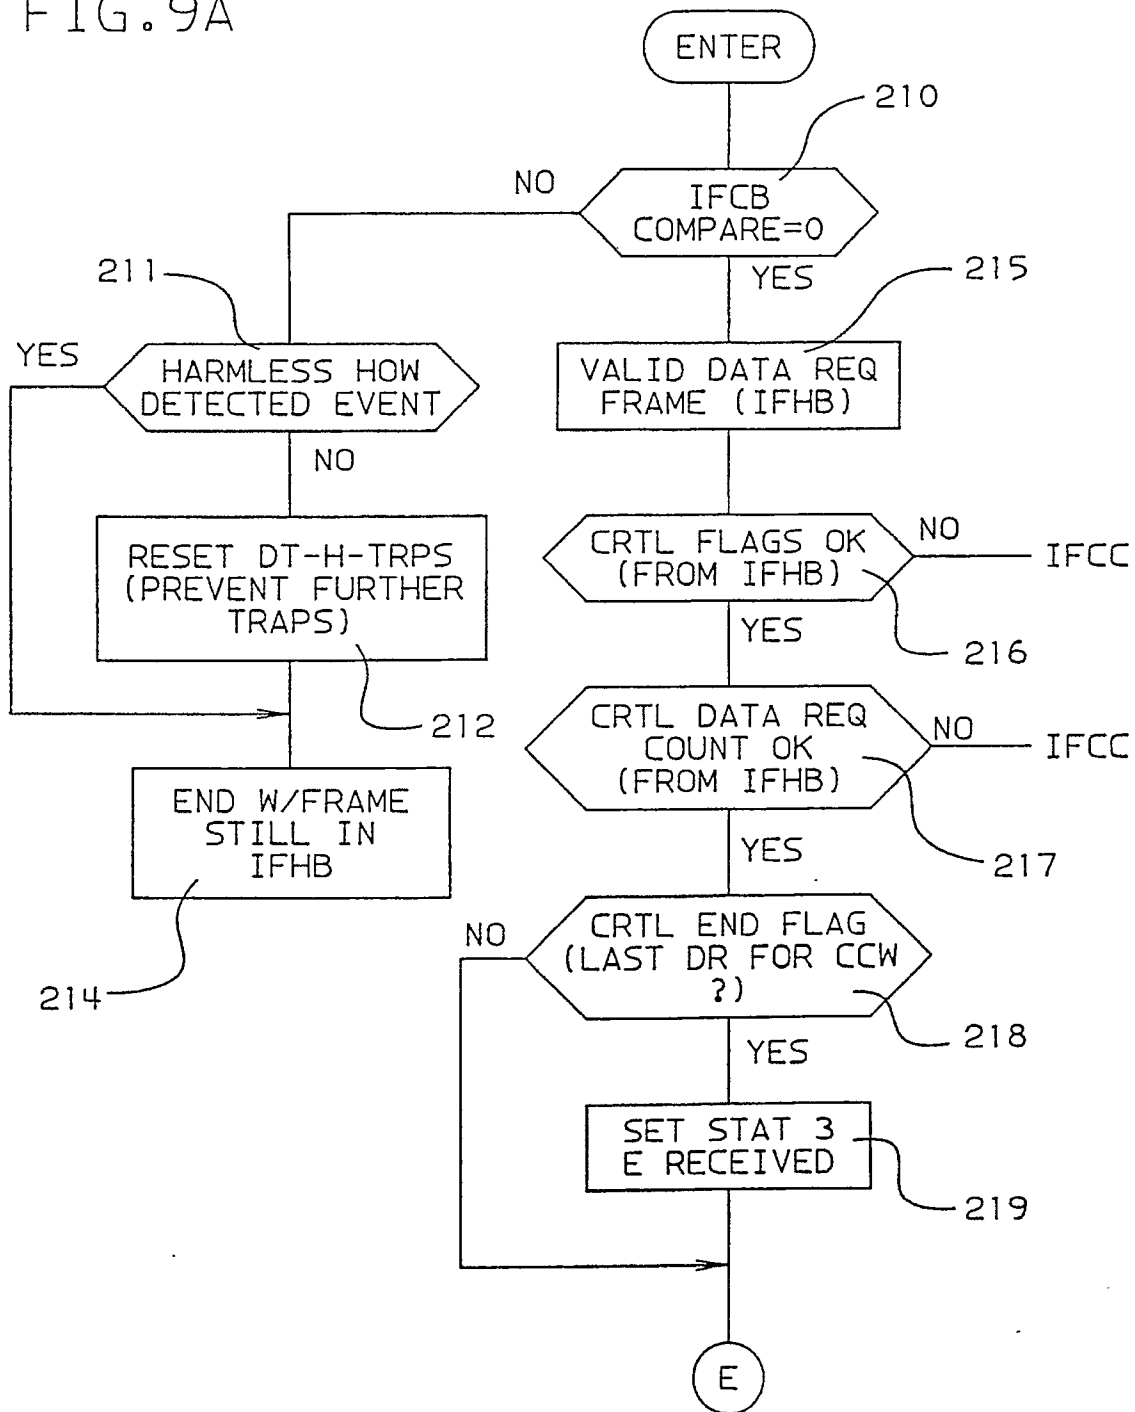 FIG.9A
ENTER
210
IFCB
COMPARE=0
NO
YES
211
HARMLESS HOW
DETECTED EVENT
YES
NO
215
VALID DATA REQ
FRAME (IFHB)
RESET DT-H-TRPS
(PREVENT FURTHER
TRAPS)
212
CRTL FLAGS OK
(FROM IFHB)
NO
IFCC
YES
216
END W/FRAME
STILL IN
IFHB
214
CRTL DATA REQ
COUNT OK
(FROM IFHB)
NO
IFCC
YES
217
CRTL END FLAG
(LAST DR FOR CCW
?)
NO
YES
218
SET STAT 3
E RECEIVED
219
E